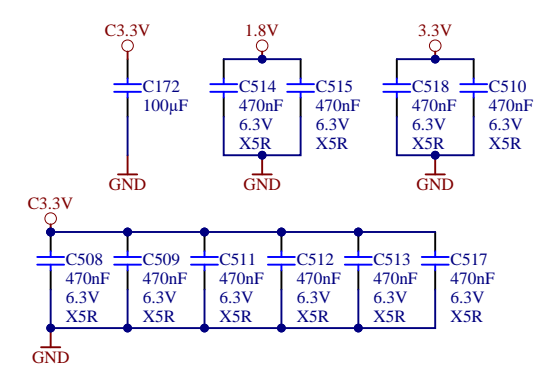 C3.3V 1.8V 3.3V
C172 C514 C515 C518 C510
100µF 470nF 470nF 470nF 470nF
6.3V 6.3V 6.3V 6.3V
X5R X5R X5R X5R
GND GND GND
C3.3V
C508 C509 C511 C512 C513 C517
470nF 470nF 470nF 470nF 470nF 470nF
6.3V 6.3V 6.3V 6.3V 6.3V 6.3V
X5R X5R X5R X5R X5R X5R
GND